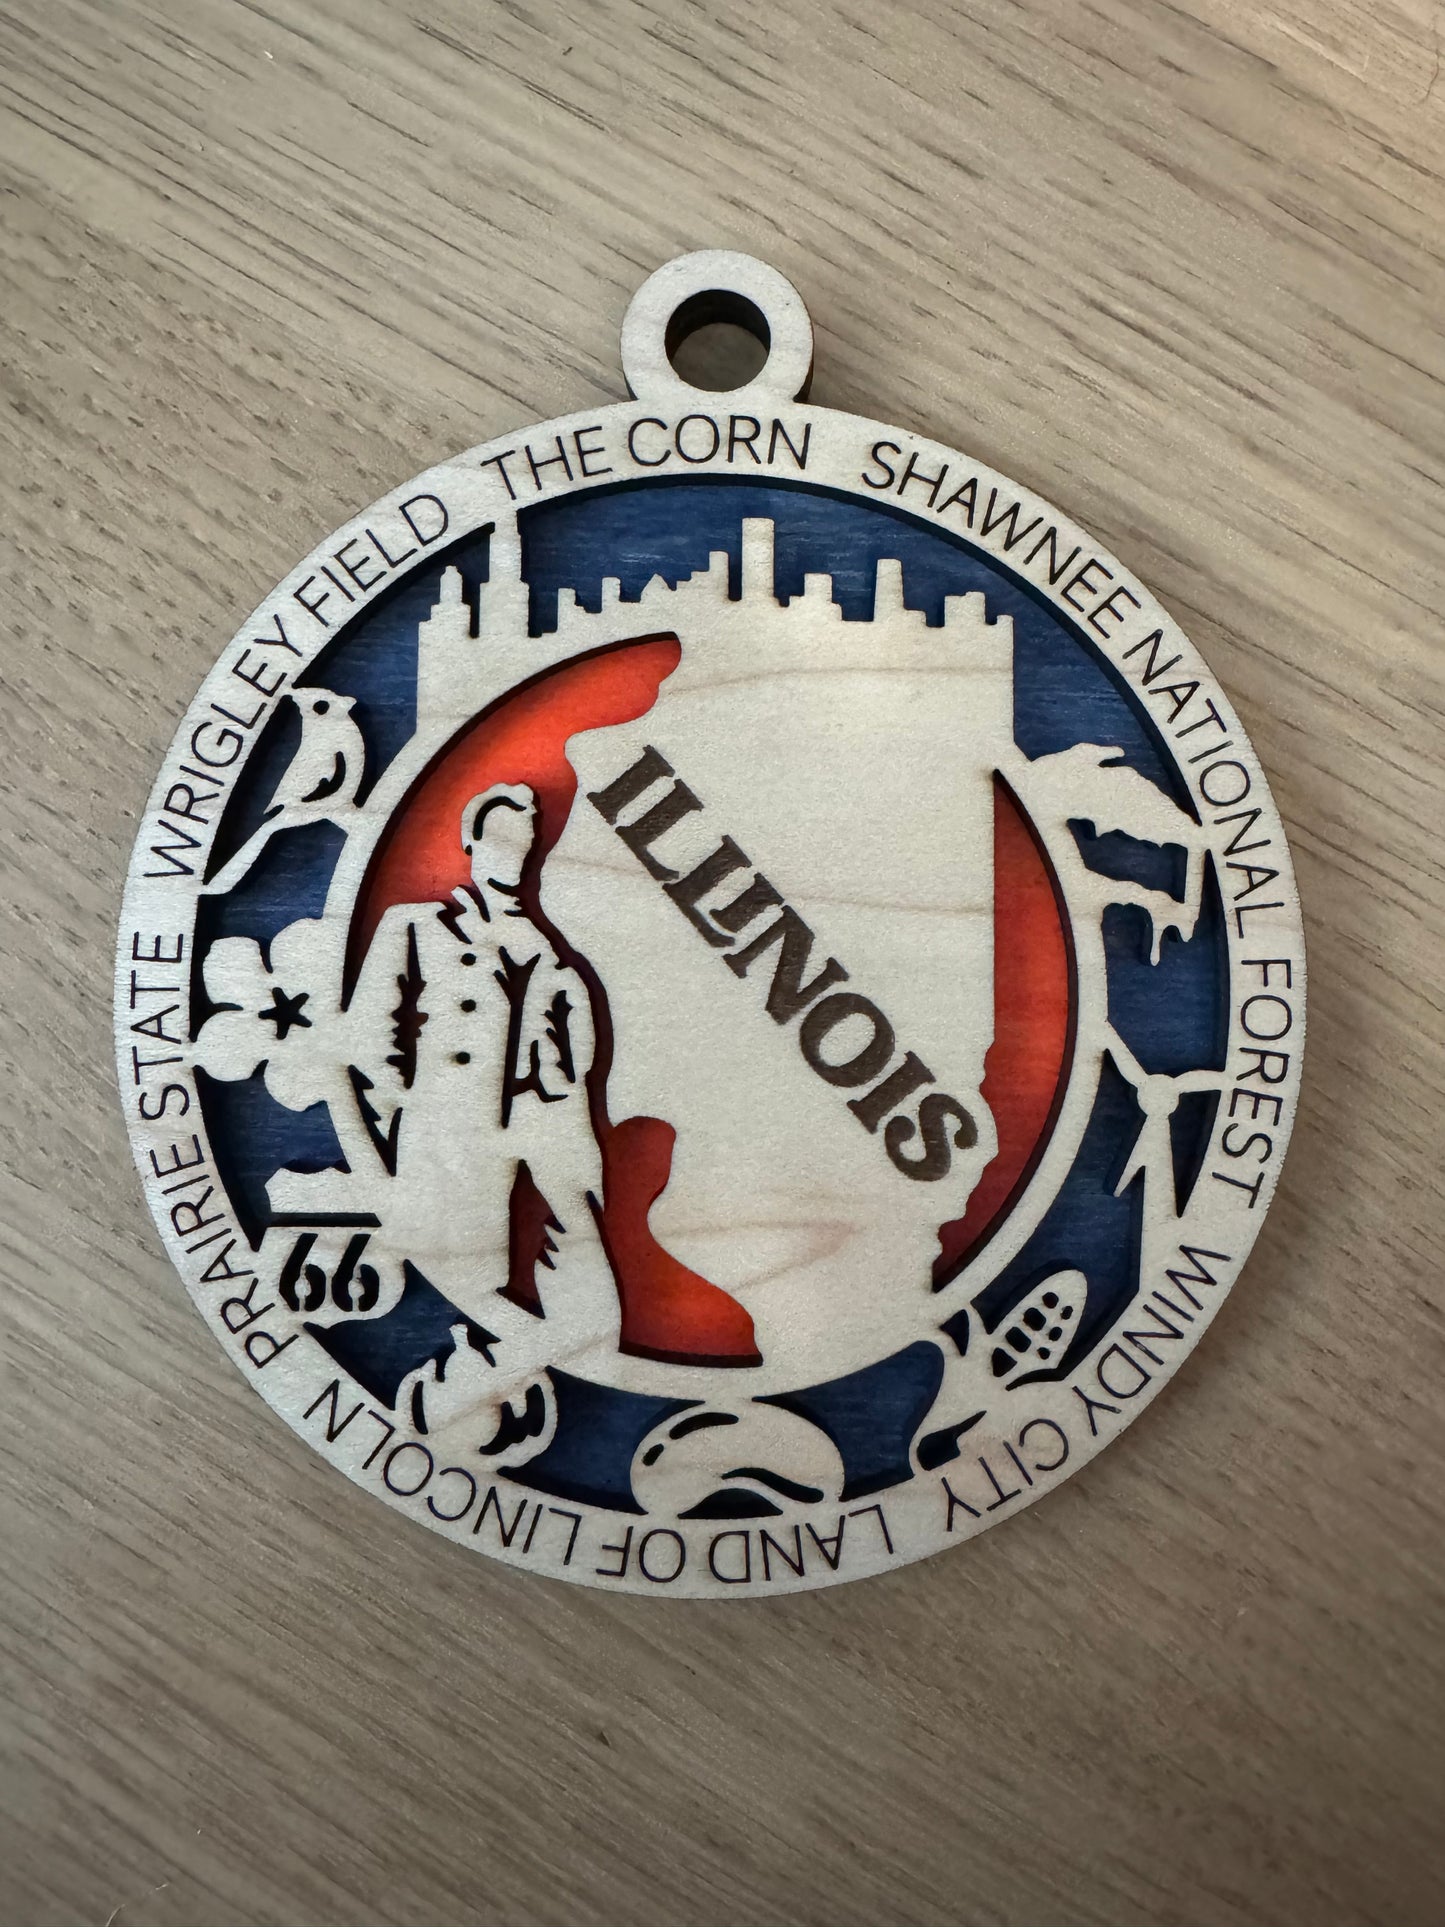 WRIGLEY FIELD
THE CORN
SHAWNEE NATIONAL FOREST
WINDY CITY
LAND OF LINCOLN
PRAIRIE STATE
ILLINOIS
66